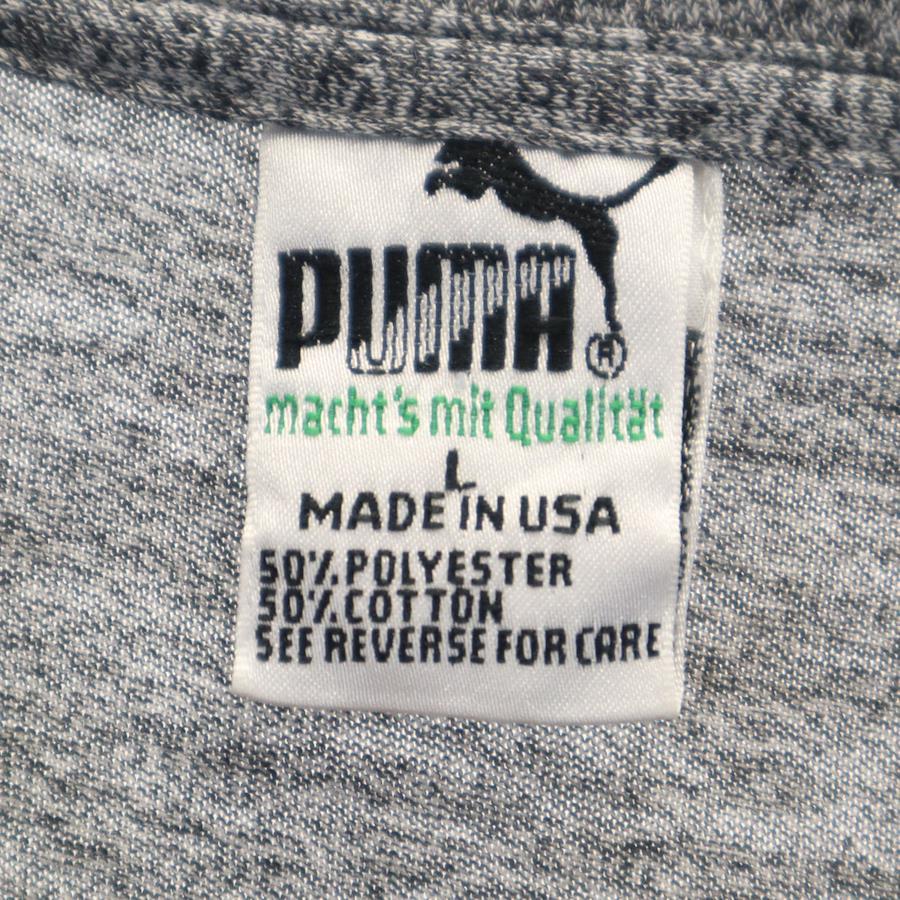 PUMA®
macht's mit Qualität
L
MADE IN USA
50% POLYESTER
50% COTTON
SEE REVERSE FOR CARE